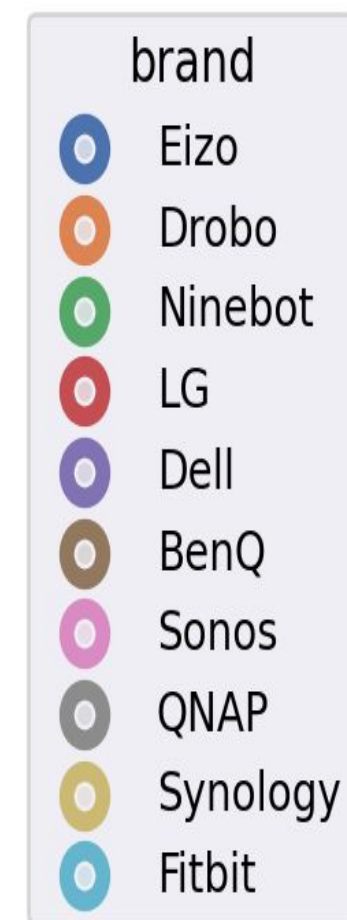 brand
Eizo
Drobo
Ninebot
LG
Dell
BenQ
Sonos
QNAP
Synology
Fitbit